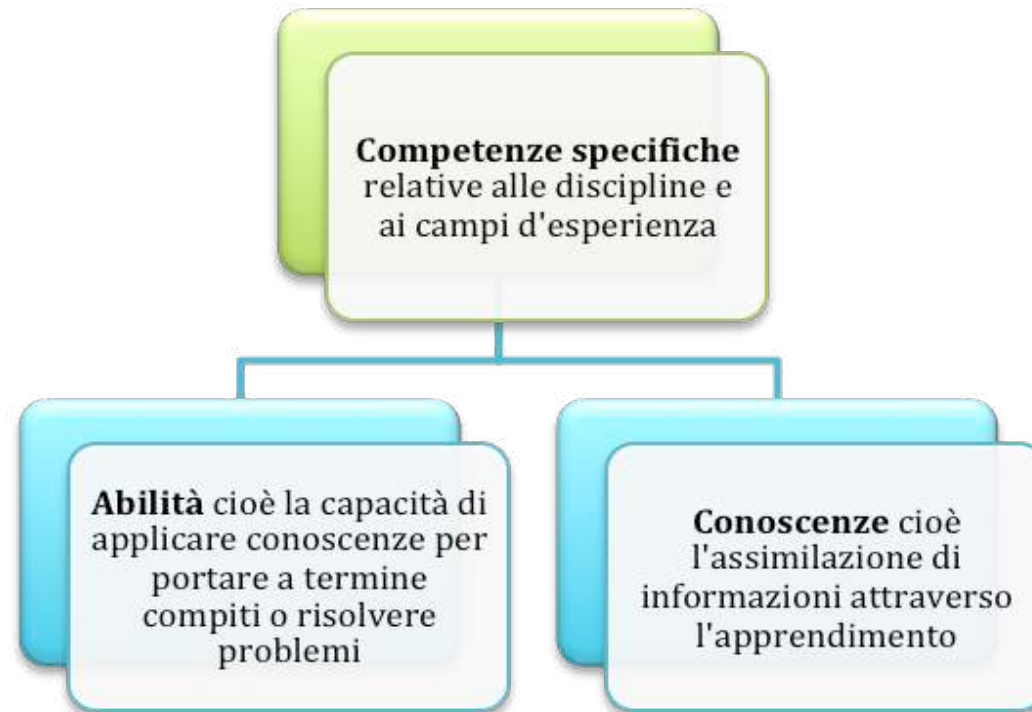 Competenze specifiche
relative alle discipline e
ai campi d'esperienza
Abilità cioè la capacità di
applicare conoscenze per
portare a termine
compiti o risolvere
problemi
Conoscenze cioè
l'assimilazione di
informazioni attraverso
l'apprendimento